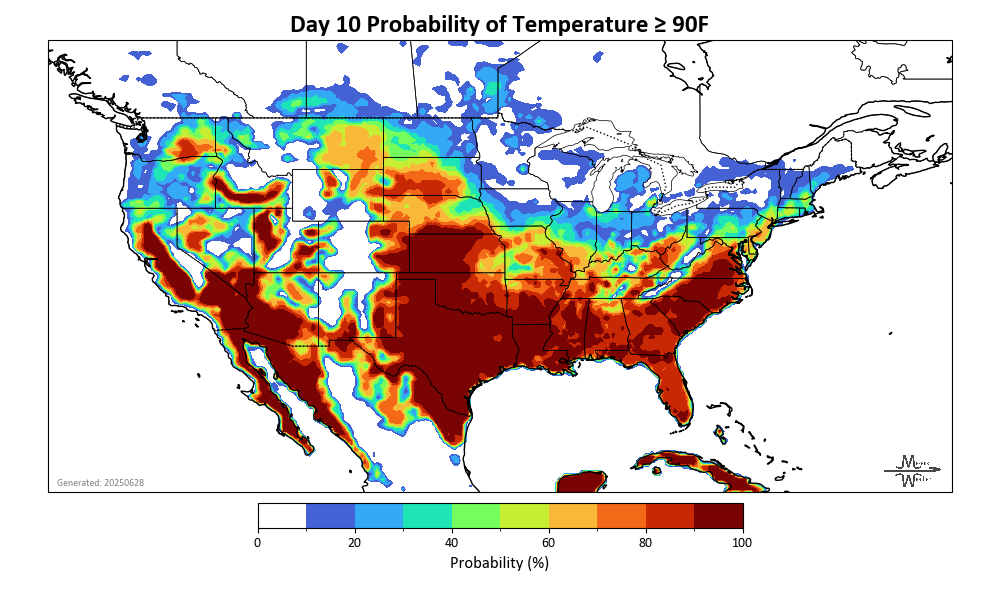 Day 10 Probability of Temperature ≥ 90F
Generated: 20250628
0 20 40 60 80 100
Probability (%)